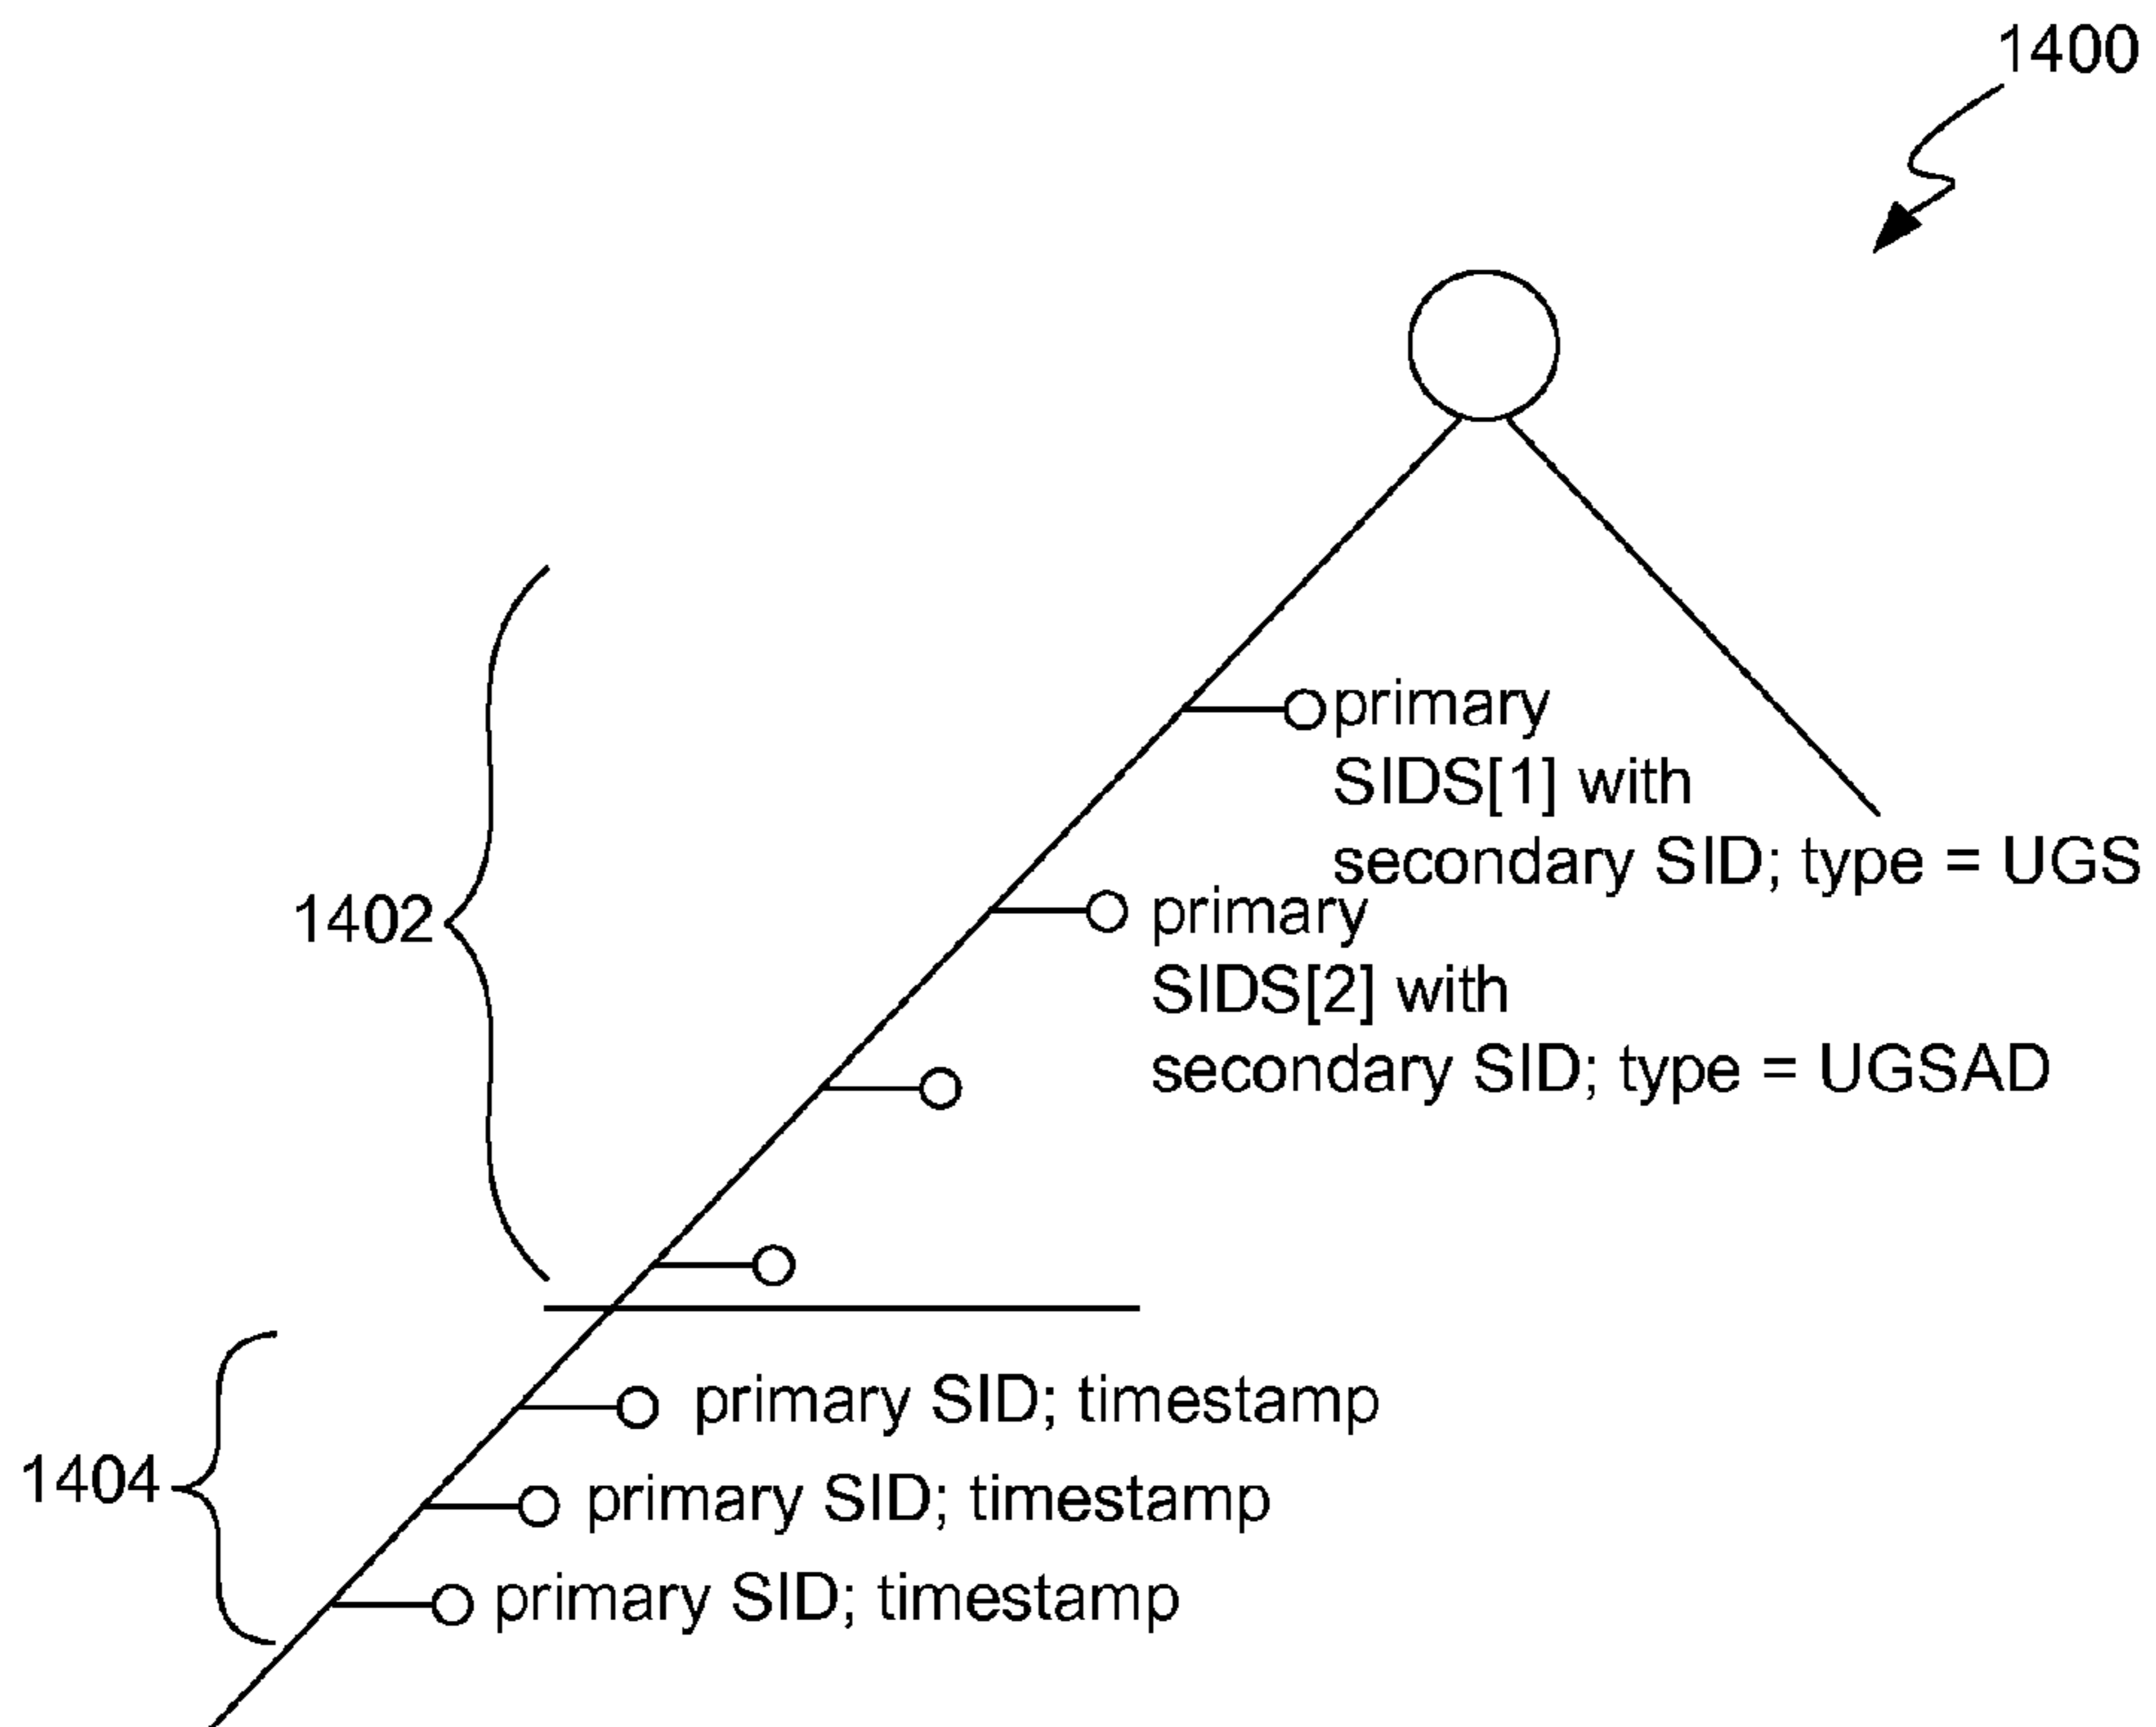 1400
primary
SIDS[1] with
secondary SID; type = UGS
1402
primary
SIDS[2] with
secondary SID; type = UGSAD
primary SID; timestamp
1404
primary SID; timestamp
primary SID; timestamp